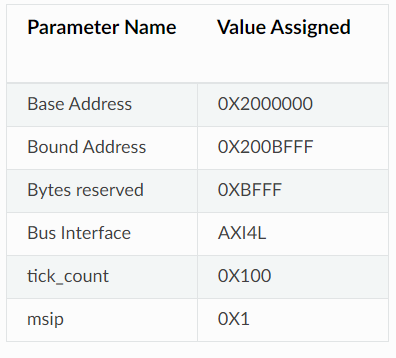 Parameter Name Value Assigned
Base Address 0X2000000
Bound Address 0X200BFFF
Bytes reserved 0XBFFF
Bus Interface AXI4L
tick_count 0X100
msip 0X1